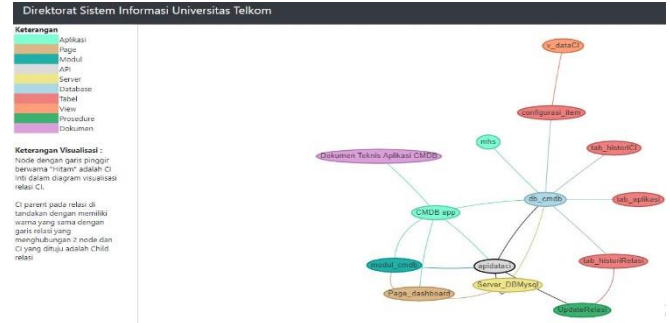 Direktorat Sistem Informasi Universitas Telkom
Keterangan
Aplikasi
Page
Modul
API
Server
Database
Tabel
View
Prosedure
Dokumen
Keterangan Visualisasi :
Node dengan garis pinggir
berwarna "Hitam" adalah CI
Inti dalam diagram visualisasi
relasi CI.
CI parent pada relasi di
tandakan dengan memiliki
warna yang sama dengan
garis relasi yang
menghubungan 2 node dan
CI yang dituju adalah Child
relasi
v_dataCI
configurasi_item
mhs
tab_historiCI
Dokumen Teknis Aplikasi CMDB
db_cmdb
tab_aplikasi
CMDB app
modul_cmdb
apidataci
tab_historiRelasi
Server_DBMysql
Page_dashboard
UpdateRelasi